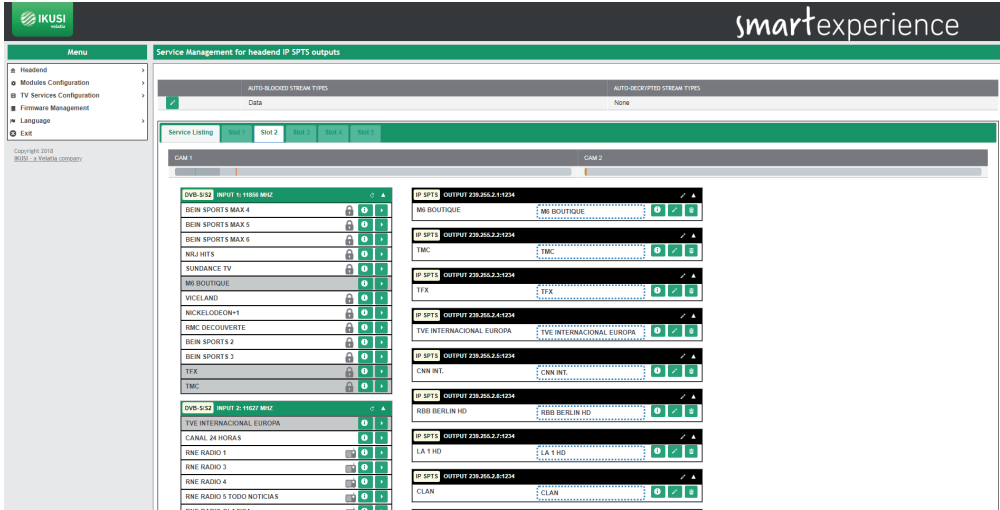 IKUSI
velatia
smartexperience
Menu
Service Management for headend IP SPTS outputs
Headend
Modules Configuration
TV Services Configuration
Firmware Management
Language
Exit
Copyright 2018
IKUSI - a Velatia company
AUTO-BLOCKED STREAM TYPES
AUTO-DECRYPTED STREAM TYPES
Data
None
Service Listing
Slot 1
Slot 2
Slot 3
Slot 4
Slot 5
CAM 1
CAM 2
DVB-S/S2 INPUT 1: 11856 MHZ
BEIN SPORTS MAX 4
BEIN SPORTS MAX 5
BEIN SPORTS MAX 6
NRJ HITS
SUNDANCE TV
M6 BOUTIQUE
VICELAND
NICKELODEON+1
RMC DECOUVERTE
BEIN SPORTS 2
BEIN SPORTS 3
TFX
TMC
DVB-S/S2 INPUT 2: 11627 MHZ
TVE INTERNACIONAL EUROPA
CANAL 24 HORAS
RNE RADIO 1
RNE RADIO 3
RNE RADIO 4
RNE RADIO 5 TODO NOTICIAS
RNE RADIO CLASICA
IP SPTS OUTPUT 239.255.2.1:1234
M6 BOUTIQUE
M6 BOUTIQUE
IP SPTS OUTPUT 239.255.2.2:1234
TMC
TMC
IP SPTS OUTPUT 239.255.2.3:1234
TFX
TFX
IP SPTS OUTPUT 239.255.2.4:1234
TVE INTERNACIONAL EUROPA
TVE INTERNACIONAL EUROPA
IP SPTS OUTPUT 239.255.2.5:1234
CNN INT.
CNN INT.
IP SPTS OUTPUT 239.255.2.6:1234
RBB BERLIN HD
RBB BERLIN HD
IP SPTS OUTPUT 239.255.2.7:1234
LA 1 HD
LA 1 HD
IP SPTS OUTPUT 239.255.2.8:1234
CLAN
CLAN